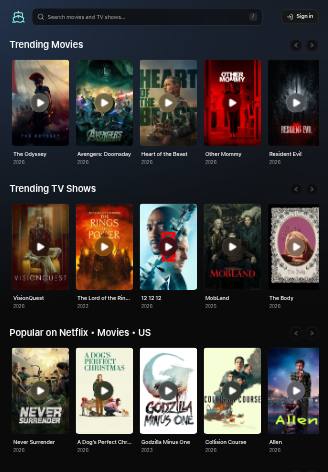 Search movies and TV shows...
/
Sign in
Trending Movies
THE ODYSSEY
AVENGERS
HEART OF THE BEAST
OTHER MOMMY
RESIDENT EVIL
The Odyssey
2026
Avengers: Doomsday
2026
Heart of the Beast
2026
Other Mommy
2026
Resident Evil
2026
Trending TV Shows
VISIONQUEST
THE RINGS OF POWER
MOBLAND
VisionQuest
2026
The Lord of the Rin...
2022
12 12 12
2026
MobLand
2025
The Body
2026
Popular on Netflix • Movies • US
NEVER SURRENDER
A DOG'S PERFECT CHRISTMAS
GODZILLA MINUS ONE
COLLISION COURSE
Allen
Never Surrender
2026
A Dog's Perfect Chr...
2026
Godzilla Minus One
2023
Collision Course
2026
Allen
2026